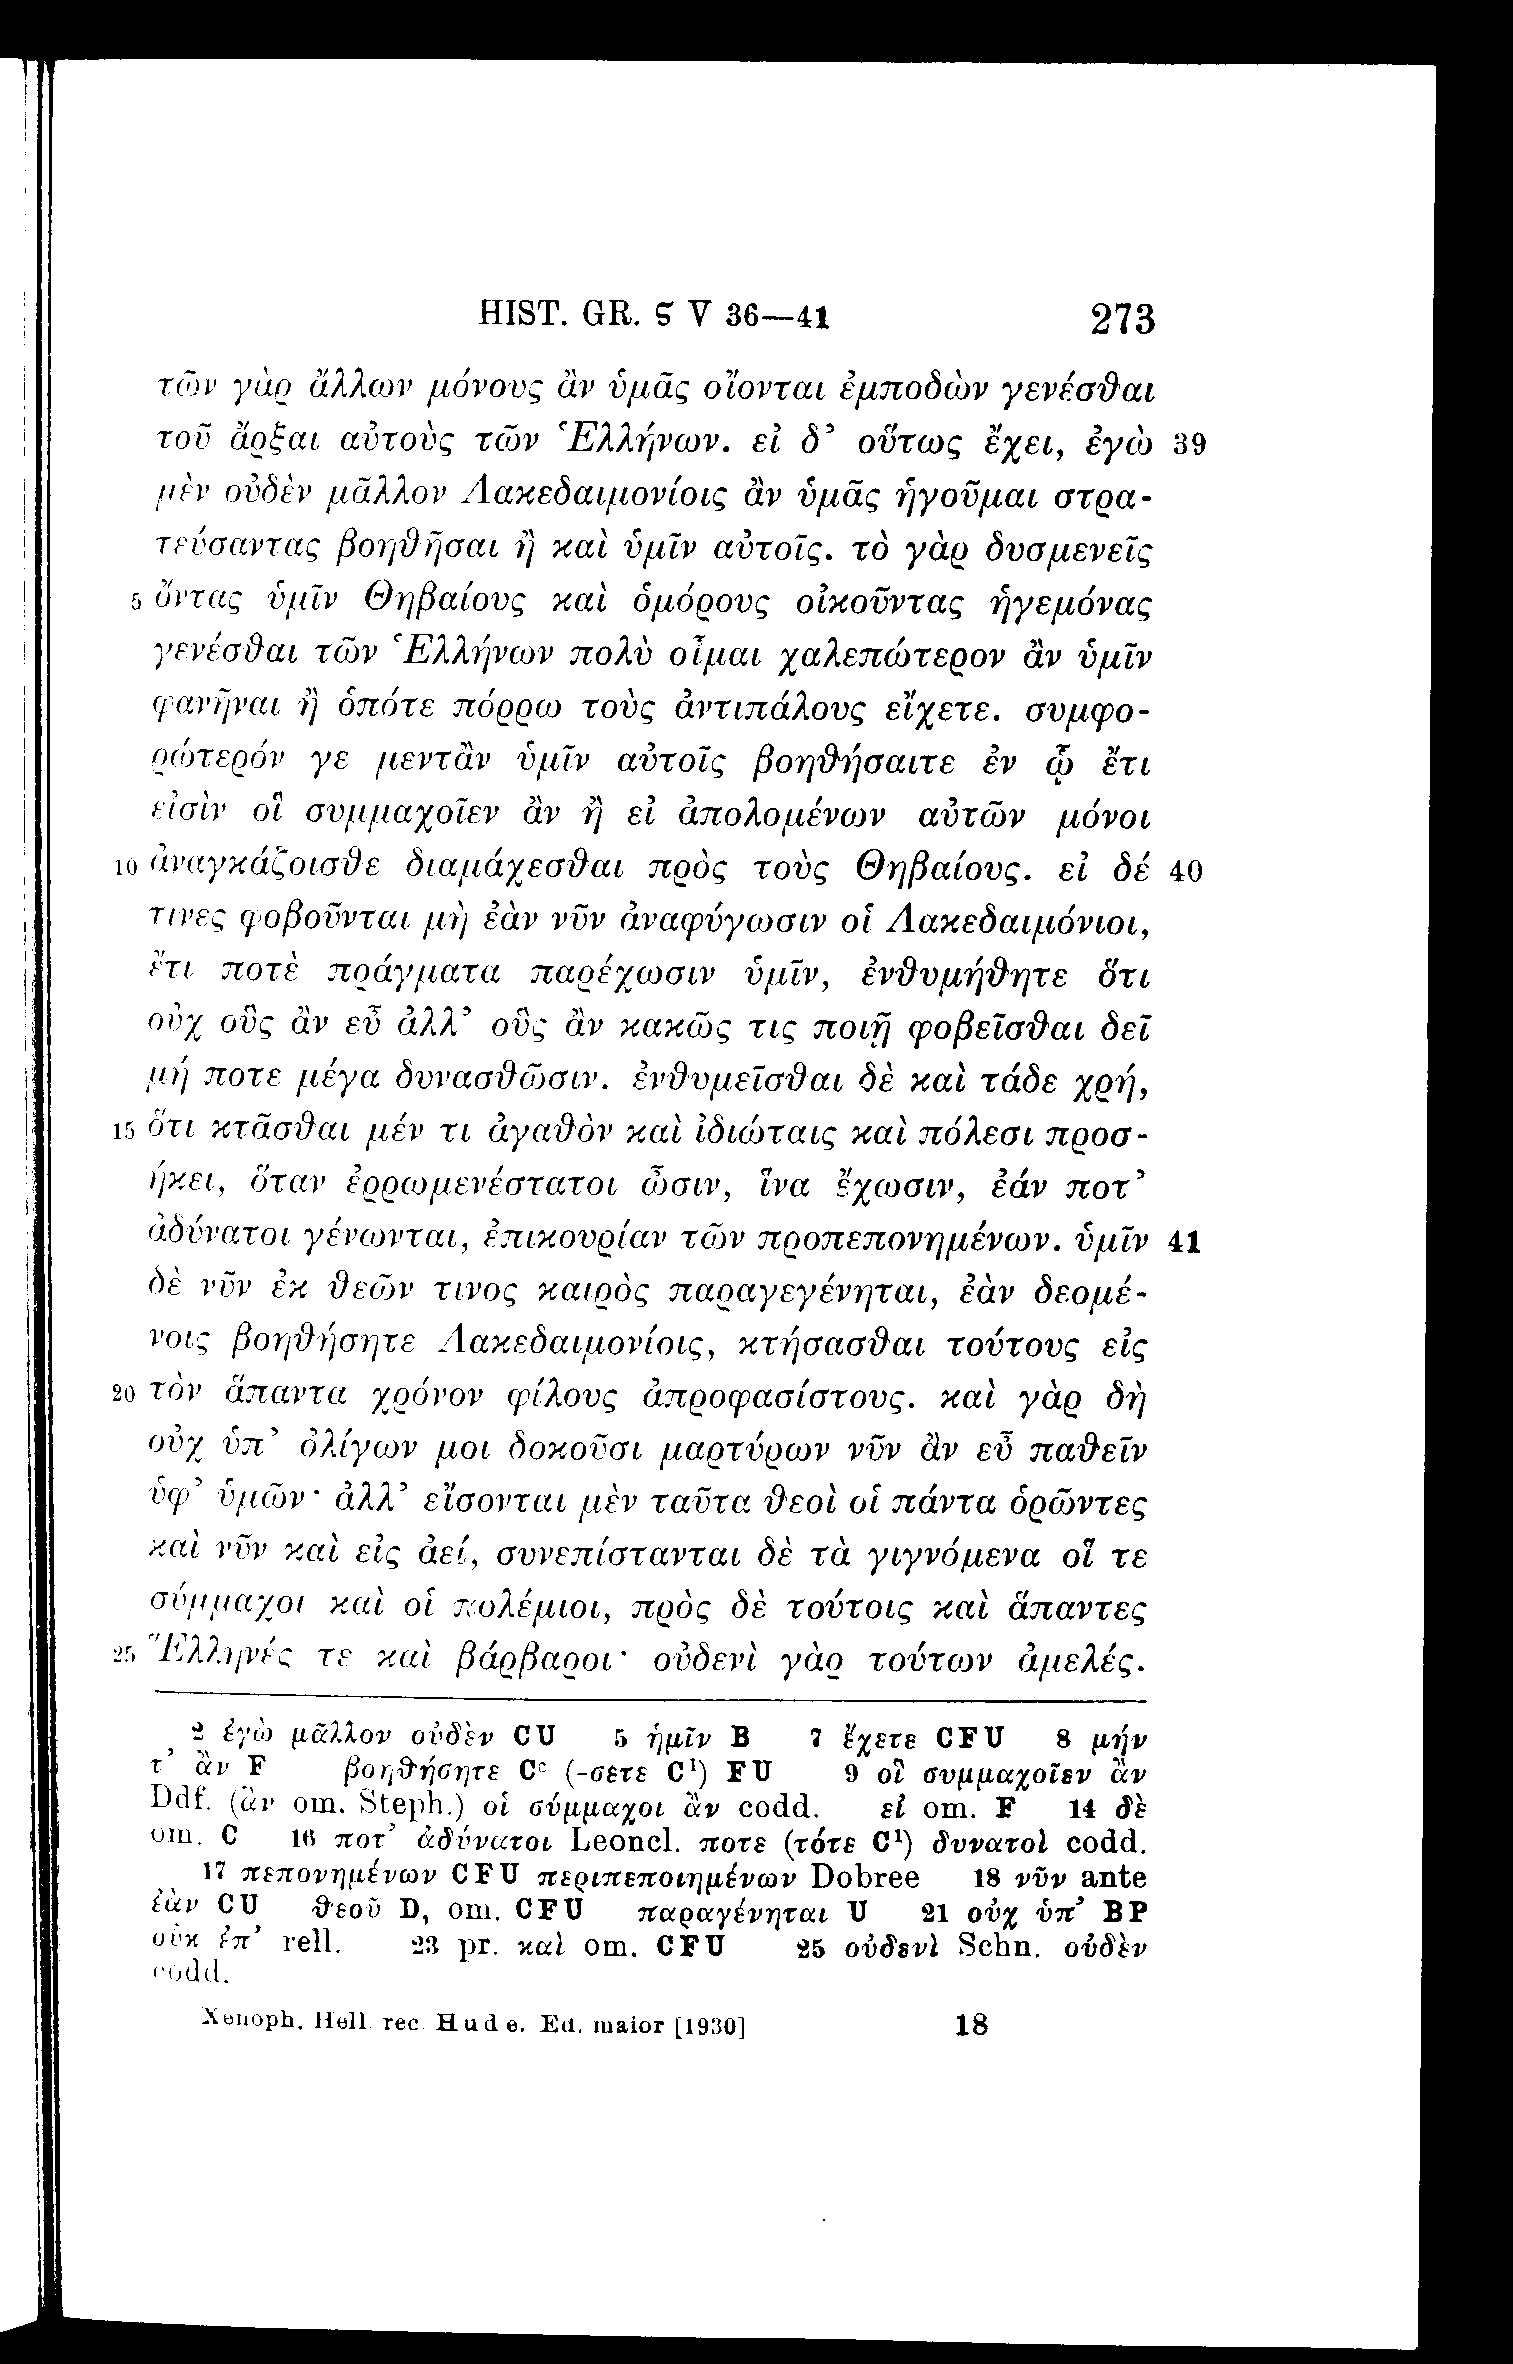 HIST. GR. Ϛ V 36—41 273
τῶν γὰρ ἄλλων μόνους ἂν ὑμᾶς οἴονται ἐμποδὼν γενέσθαι
τοῦ ἄρξαι αὐτοὺς τῶν Ἑλλήνων. εἰ δ’ οὕτως ἔχει, ἐγὼ 39
μὲν οὐδὲν μᾶλλον Λακεδαιμονίοις ἂν ὑμᾶς ἡγοῦμαι στρα-
τεύσαντας βοηθῆσαι ἢ καὶ ὑμῖν αὐτοῖς. τὸ γὰρ δυσμενεῖς
5 ὄντας ὑμῖν Θηβαίους καὶ ὁμόρους οἰκοῦντας ἡγεμόνας
γενέσθαι τῶν Ἑλλήνων πολὺ οἶμαι χαλεπώτερον ἂν ὑμῖν
φανῆναι ἢ ὁπότε πόρρω τοὺς ἀντιπάλους εἴχετε. συμφο-
ρώτερόν γε μεντἂν ὑμῖν αὐτοῖς βοηθήσαιτε ἐν ᾧ ἔτι
εἰσὶν οἳ συμμαχοῖεν ἂν ἢ εἰ ἀπολομένων αὐτῶν μόνοι
10 ἀναγκάζοισθε διαμάχεσθαι πρὸς τοὺς Θηβαίους. εἰ δέ 40
τινες φοβοῦνται μὴ ἐὰν νῦν ἀναφύγωσιν οἱ Λακεδαιμόνιοι,
ἔτι ποτὲ πράγματα παρέχωσιν ὑμῖν, ἐνθυμήθητε ὅτι
οὐχ οὓς ἂν εὖ ἀλλ’ οὓς ἂν κακῶς τις ποιῇ φοβεῖσθαι δεῖ
μή ποτε μέγα δυνασθῶσιν. ἐνθυμεῖσθαι δὲ καὶ τάδε χρή,
15 ὅτι κτᾶσθαι μέν τι ἀγαθὸν καὶ ἰδιώταις καὶ πόλεσι προσ-
ήκει, ὅταν ἐρρωμενέστατοι ὦσιν, ἵνα ἔχωσιν, ἐάν ποτ’
ἀδύνατοι γένωνται, ἐπικουρίαν τῶν προπεπονημένων. ὑμῖν 41
δὲ νῦν ἐκ θεῶν τινος καιρὸς παραγεγένηται, ἐὰν δεομέ-
νοις βοηθήσητε Λακεδαιμονίοις, κτήσασθαι τούτους εἰς
20 τὸν ἅπαντα χρόνον φίλους ἀπροφασίστους. καὶ γὰρ δὴ
οὐχ ὑπ’ ὀλίγων μοι δοκοῦσι μαρτύρων νῦν ἂν εὖ παθεῖν
ὑφ’ ὑμῶν· ἀλλ’ εἴσονται μὲν ταῦτα θεοὶ οἱ πάντα ὁρῶντες
καὶ νῦν καὶ εἰς ἀεί, συνεπίστανται δὲ τὰ γιγνόμενα οἵ τε
σύμμαχοι καὶ οἱ πολέμιοι, πρὸς δὲ τούτοις καὶ ἅπαντες
25 Ἕλληνές τε καὶ βάρβαροι· οὐδενὶ γὰρ τούτων ἀμελές.
2 ἐγὼ μᾶλλον οὐδὲν CU 5 ἡμῖν B 7 ἔχετε CFU 8 μήν
τ’ ἂν F βοηθήσητε Cᶜ (-σετε C¹) FU 9 οἳ συμμαχοῖεν ἂν
Ddf. (ἂν om. Steph.) οἱ σύμμαχοι ἂν codd. εἰ om. F 14 δὲ
om. C 16 ποτ’ ἀδύνατοι Leoncl. ποτε (τότε C¹) δυνατοὶ codd.
17 πεπονημένων CFU περιπεποιημένων Dobree 18 νῦν ante
ἐὰν CU θεοῦ D, om. CFU παραγένηται U 21 οὐχ ὑπ’ BP
οὐκ ἐπ’ rell. 23 pr. καὶ om. CFU 25 οὐδενὶ Schn. οὐδὲν
codd.
Xenoph. Hell. rec. Hude. Ed. maior [1930] 18